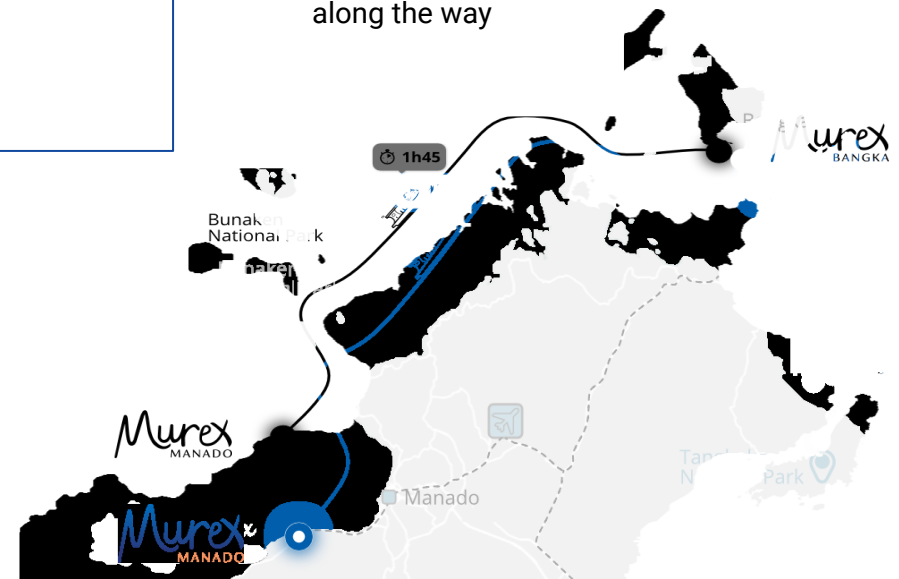 along the way
1h45
Murex
BANGKA
Bunaken
National Park
Murex
MANADO
Manado
Park
Murex
MANADO